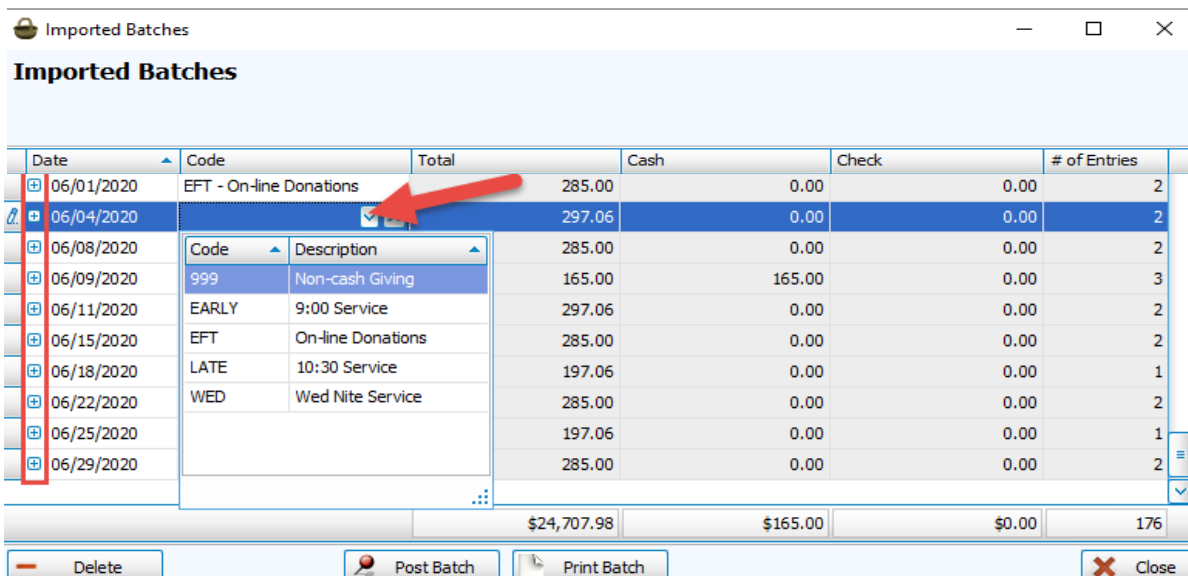 Imported Batches
Imported Batches
Date Code Total Cash Check # of Entries
06/01/2020 EFT - On-line Donations 285.00 0.00 0.00 2
06/04/2020 297.06 0.00 0.00 2
06/08/2020 Code Description 285.00 0.00 0.00 2
06/09/2020 999 Non-cash Giving 165.00 165.00 0.00 3
06/11/2020 EARLY 9:00 Service 297.06 0.00 0.00 2
06/15/2020 EFT On-line Donations 285.00 0.00 0.00 2
06/18/2020 LATE 10:30 Service 197.06 0.00 0.00 1
06/22/2020 WED Wed Nite Service 285.00 0.00 0.00 2
06/25/2020 197.06 0.00 0.00 1
06/29/2020 285.00 0.00 0.00 2
$24,707.98 $165.00 $0.00 176
Delete Post Batch Print Batch Close